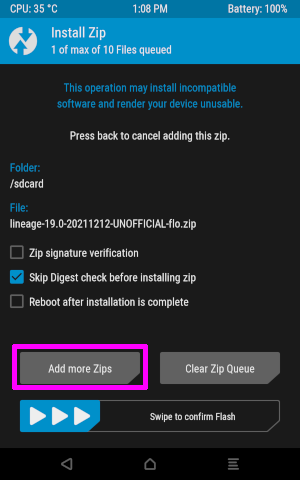 CPU: 35 °C 1:08 PM Battery: 100%
Install Zip
1 of max of 10 Files queued
This operation may install incompatible
software and render your device unusable.
Press back to cancel adding this zip.
Folder:
/sdcard
File:
lineage-19.0-20211212-UNOFFICIAL-flo.zip
Zip signature verification
Skip Digest check before installing zip
Reboot after installation is complete
Add more Zips Clear Zip Queue
Swipe to confirm Flash